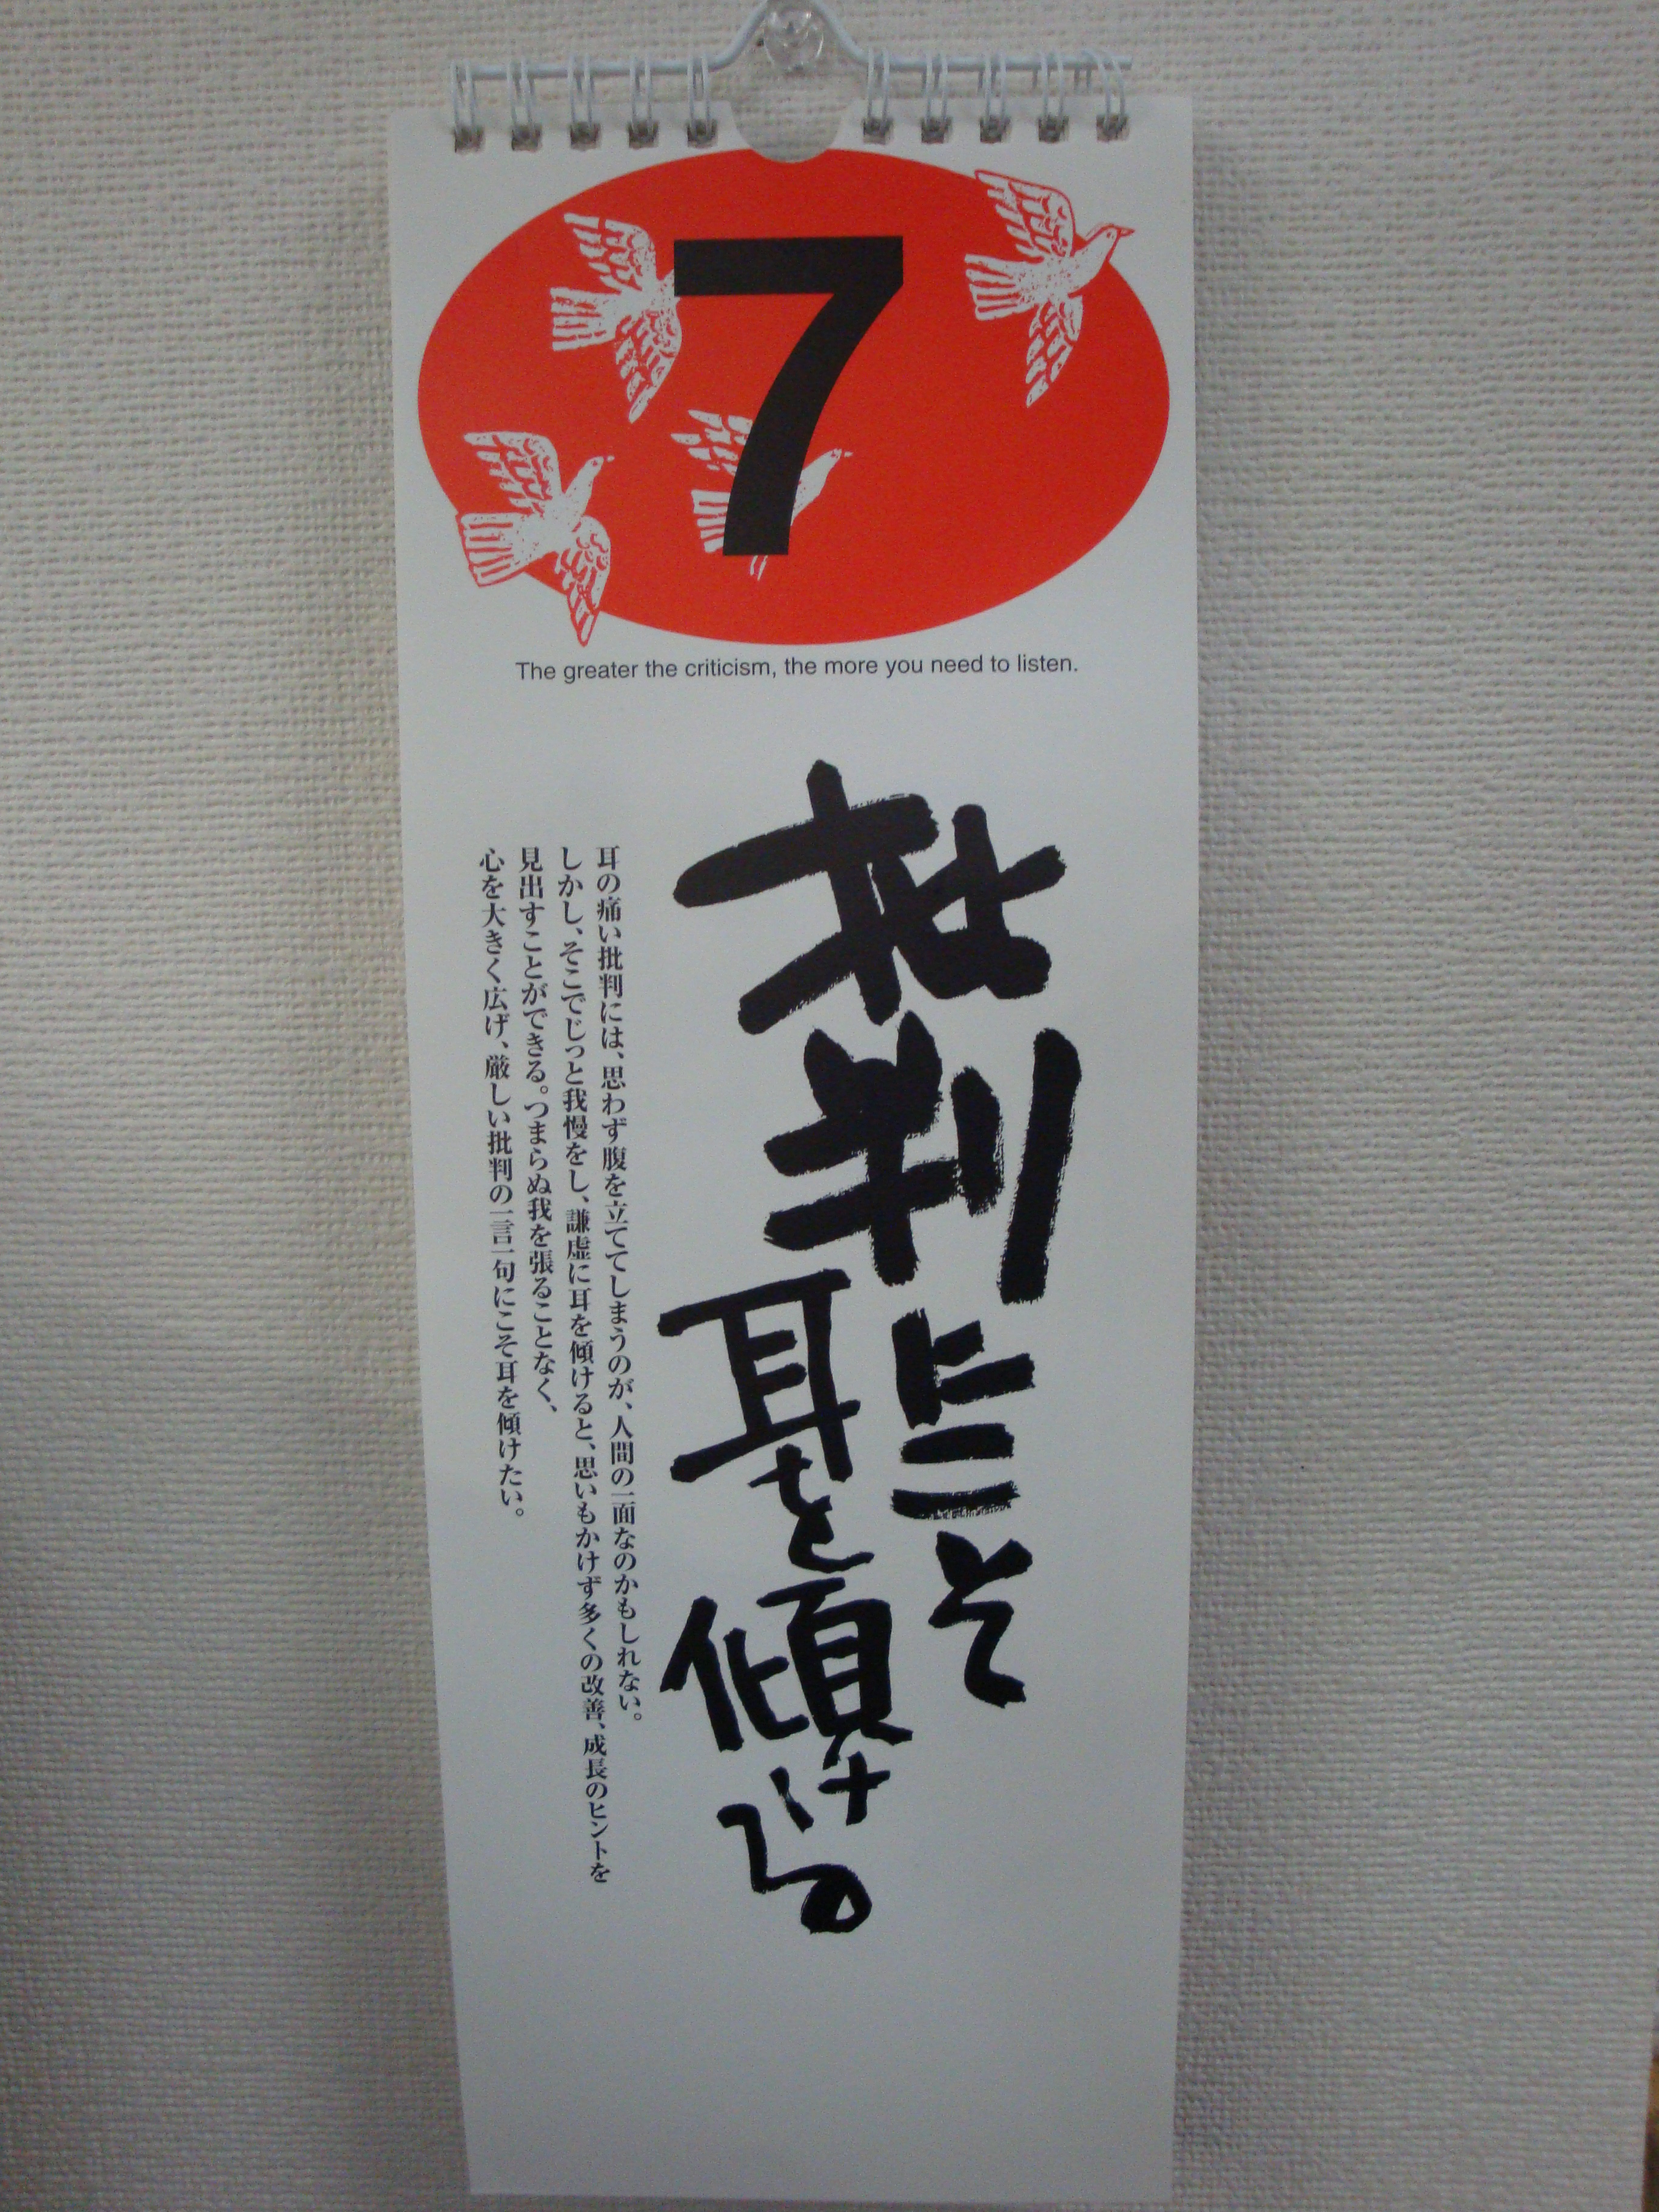 7
The greater the criticism, the more you need to listen.
批判にこそ
耳を傾ける
耳の痛い批判には、思わず腹を立ててしまうのが、人間の一面なのかもしれない。
しかし、そこでじっと我慢をし、謙虚に耳を傾けると、思いもかけず多くの改善、成長のヒントを
見出すことができる。つまらぬ我を張ることなく、
心を大きく広げ、厳しい批判の一言一句にこそ耳を傾けたい。